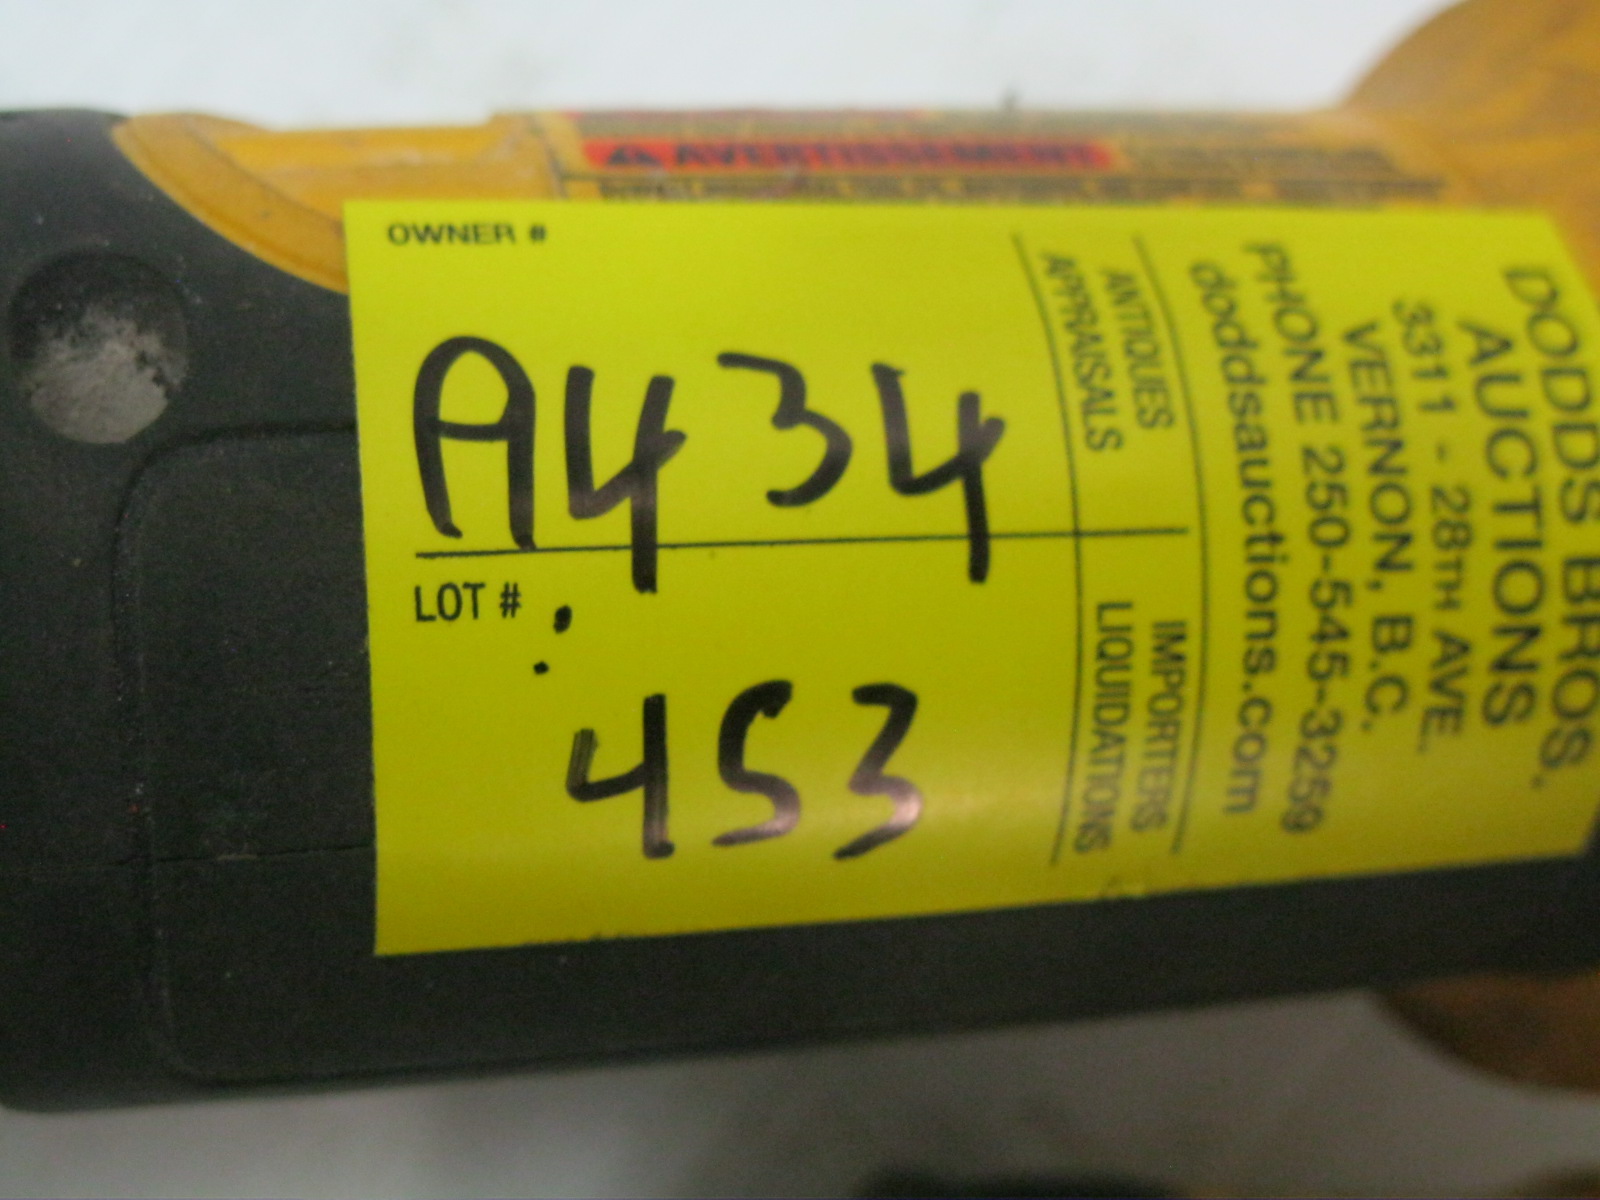 AVERTISSEMENT
OWNER #
A434
LOT #
453
DODDS BROS.
AUCTIONS
3311 - 28TH AVE.
VERNON, B.C.
PHONE 250-545-3259
doddsauctions.com
ANTIQUES
APPRAISALS
IMPORTERS
LIQUIDATIONS